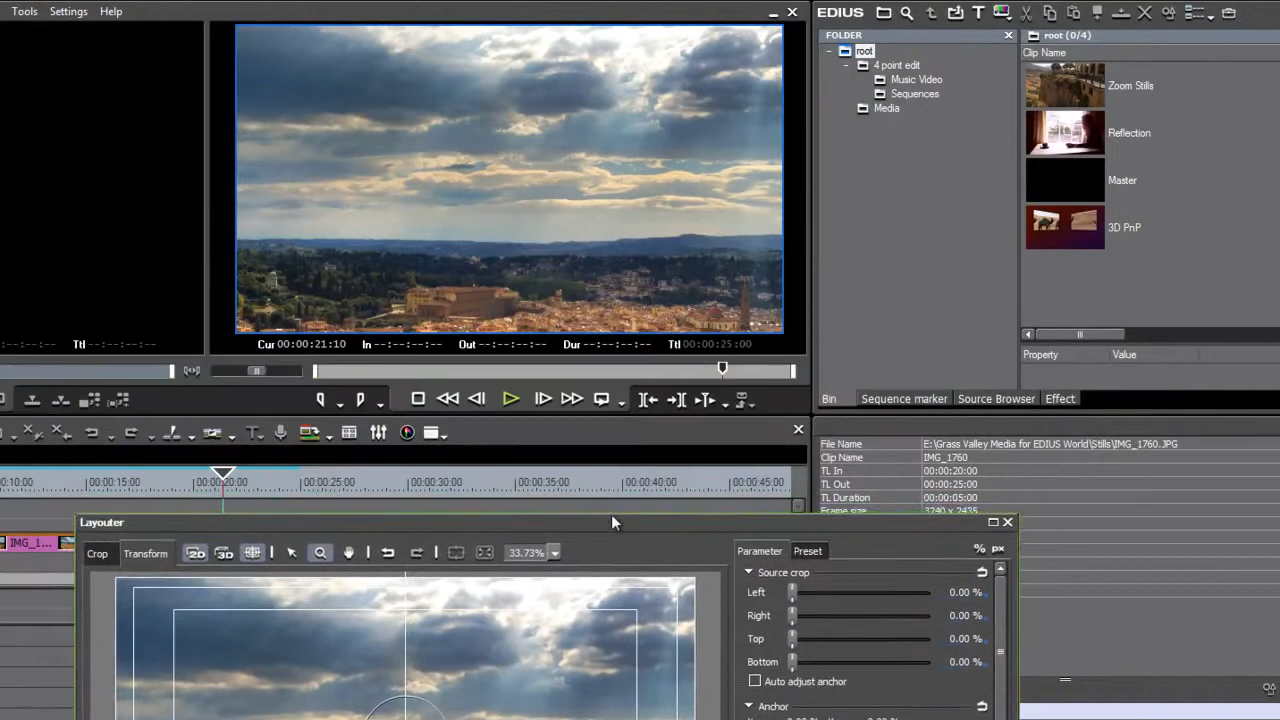 Tools Settings Help
EDIUS
FOLDER
root
4 point edit
Music Video
Sequences
Media
root (0/4)
Clip Name
Zoom Stills
Reflection
Master
3D PnP
Property Value
Bin Sequence marker Source Browser Effect
Ttl --:--:--:--
Cur 00:00:21:10 In --:--:--:-- Out --:--:--:-- Dur --:--:--:-- Ttl 00:00:25:00
:00:10:00 00:00:15:00 00:00:20:00 00:00:25:00 00:00:30:00 00:00:35:00 00:00:40:00 00:00:45:00
IMG_1...
File Name E:\Grass Valley Media for EDIUS World\Stills\IMG_1760.JPG
Clip Name IMG_1760
TL In 00:00:20:00
TL Out 00:00:25:00
TL Duration 00:00:05:00
Frame size 3240 x 2435
Layouter
Crop Transform 2D 3D 33.73%
Parameter Preset % px
Source crop
Left 0.00 %
Right 0.00 %
Top 0.00 %
Bottom 0.00 %
Auto adjust anchor
Anchor